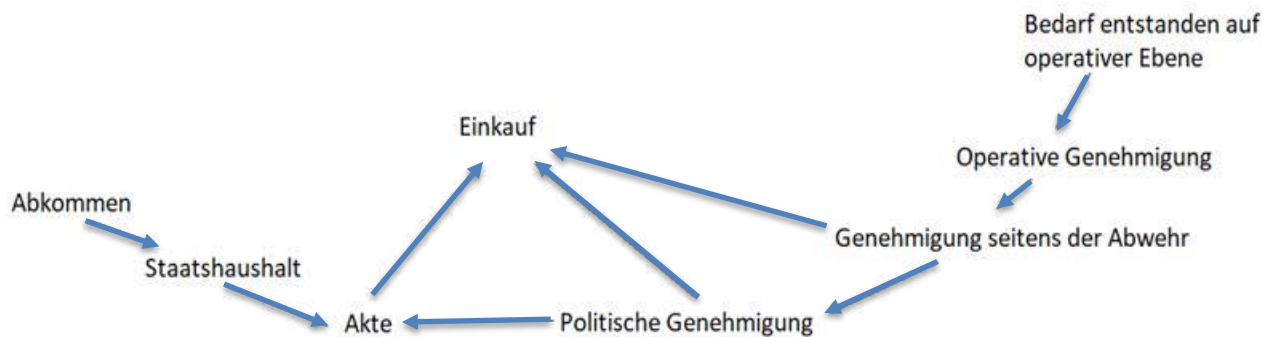 Bedarf entstanden auf
operativer Ebene
Einkauf
Operative Genehmigung
Abkommen
Genehmigung seitens der Abwehr
Staatshaushalt
Akte
Politische Genehmigung